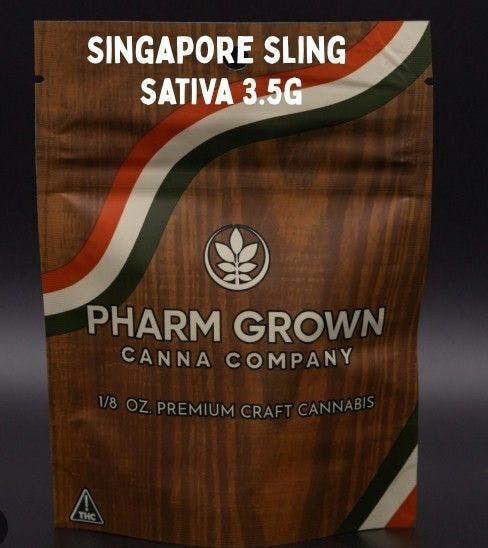 SINGAPORE SLING
SATIVA 3.5G
PHARM GROWN
CANNA COMPANY
1/8 OZ. PREMIUM CRAFT CANNABIS
!
THC